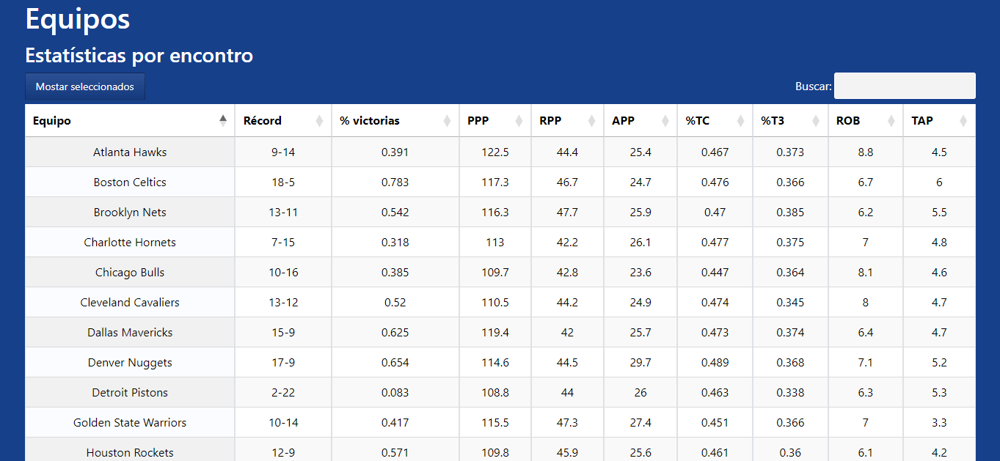 Equipos
Estatísticas por encontro
Mostar seleccionados
Buscar:
Equipo Récord % victorias PPP RPP APP %TC %T3 ROB TAP
Atlanta Hawks 9-14 0.391 122.5 44.4 25.4 0.467 0.373 8.8 4.5
Boston Celtics 18-5 0.783 117.3 46.7 24.7 0.476 0.366 6.7 6
Brooklyn Nets 13-11 0.542 116.3 47.7 25.9 0.47 0.385 6.2 5.5
Charlotte Hornets 7-15 0.318 113 42.2 26.1 0.477 0.375 7 4.8
Chicago Bulls 10-16 0.385 109.7 42.8 23.6 0.447 0.364 8.1 4.6
Cleveland Cavaliers 13-12 0.52 110.5 44.2 24.9 0.474 0.345 8 4.7
Dallas Mavericks 15-9 0.625 119.4 42 25.7 0.473 0.374 6.4 4.7
Denver Nuggets 17-9 0.654 114.6 44.5 29.7 0.489 0.368 7.1 5.2
Detroit Pistons 2-22 0.083 108.8 44 26 0.463 0.338 6.3 5.3
Golden State Warriors 10-14 0.417 115.5 47.3 27.4 0.451 0.366 7 3.3
Houston Rockets 12-9 0.571 109.8 45.9 25.6 0.461 0.36 6.1 4.2